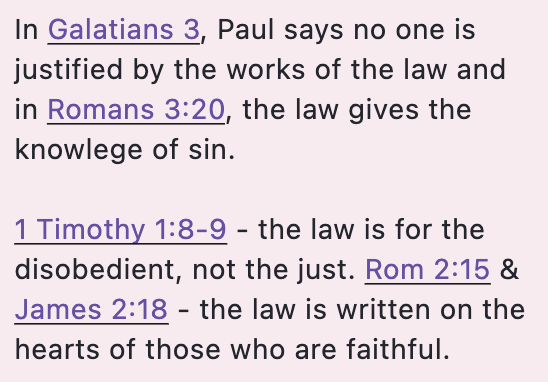 In Galatians 3, Paul says no one is
justified by the works of the law and
in Romans 3:20, the law gives the
knowlege of sin.
1 Timothy 1:8-9 - the law is for the
disobedient, not the just. Rom 2:15 &
James 2:18 - the law is written on the
hearts of those who are faithful.